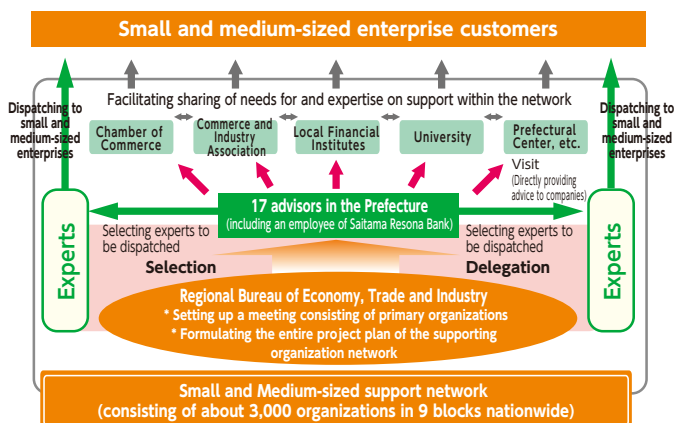 Small and medium-sized enterprise customers
Dispatching to
small and
medium-sized
enterprises
Facilitating sharing of needs for and expertise on support within the network
Dispatching to
small and
medium-sized
enterprises
Chamber of
Commerce
Commerce and
Industry
Association
Local Financial
Institutes
University
Prefectural
Center, etc.
Visit
(Directly providing
advice to companies)
17 advisors in the Prefecture
(including an employee of Saitama Resona Bank)
Experts
Selecting experts to
be dispatched
Selection
Selecting experts to
be dispatched
Delegation
Experts
Regional Bureau of Economy, Trade and Industry
* Setting up a meeting consisting of primary organizations
* Formulating the entire project plan of the supporting
organization network
Small and Medium-sized support network
(consisting of about 3,000 organizations in 9 blocks nationwide)